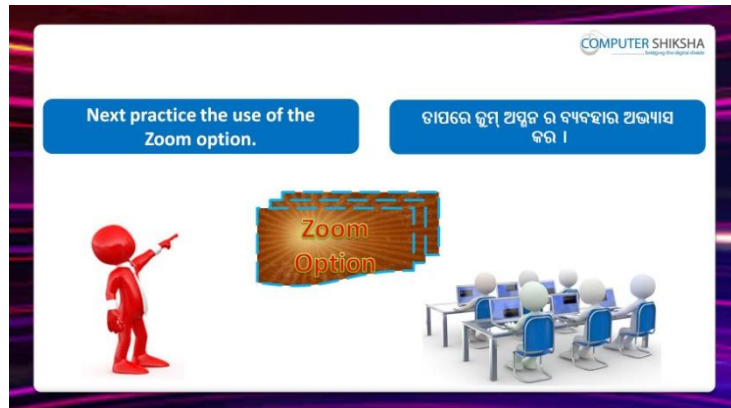 COMPUTER SHIKSHA
Next practice the use of the
Zoom option.
ତାପରେ ଜୁମ୍ ଅପ୍ସନ ର ବ୍ୟବହାର ଅଭ୍ୟାସ
କର ।
Zoom
Option